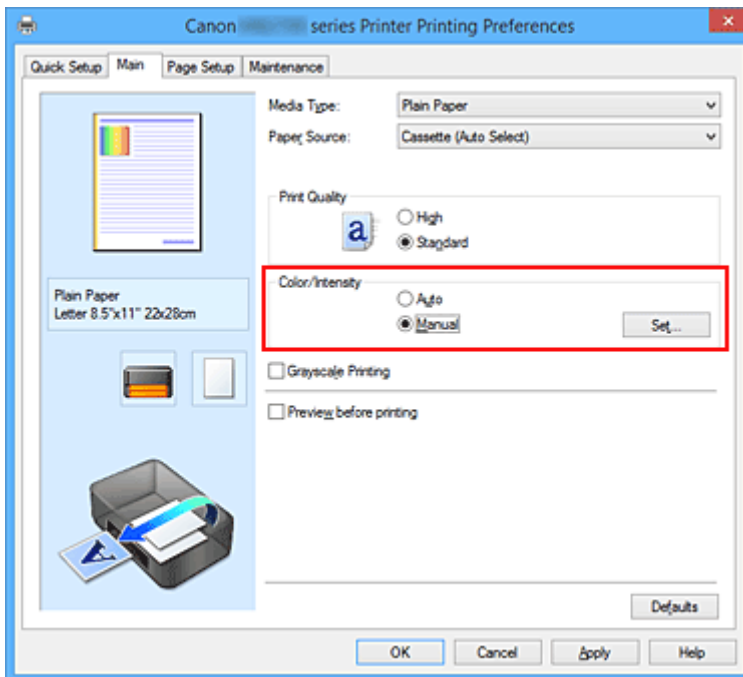 Canon series Printer Printing Preferences
Quick Setup Main Page Setup Maintenance
Media Type: Plain Paper
Paper Source: Cassette (Auto Select)
Print Quality
a
High
Standard
Color/Intensity
Auto
Manual Set...
Plain Paper
Letter 8.5"x11" 22x28cm
Grayscale Printing
Preview before printing
A
Defaults
OK Cancel Apply Help